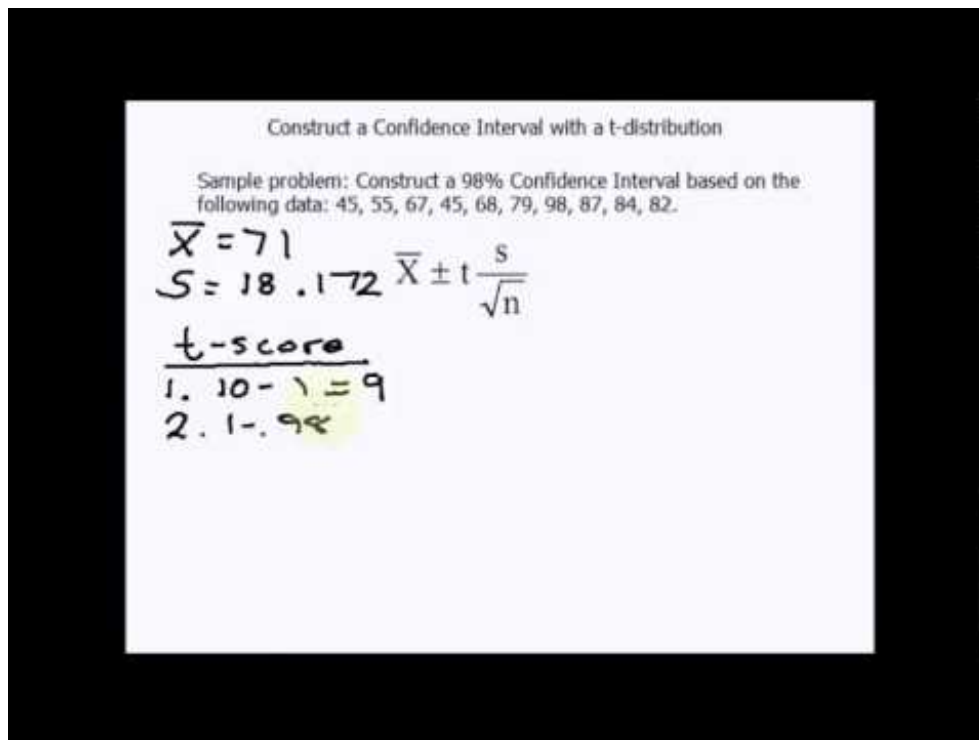 Construct a Confidence Interval with a t-distribution
Sample problem: Construct a 98% Confidence Interval based on the
following data: 45, 55, 67, 45, 68, 79, 98, 87, 84, 82.
X̅ = 71
S = 18.172
X̅ ± t s/√n
t-score
1. 10 - 1 = 9
2. 1-.98